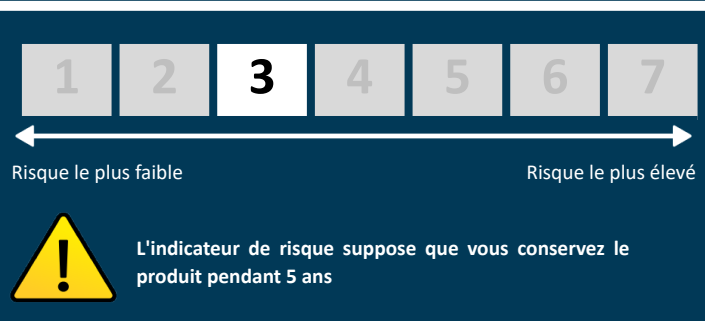 1 2 3 4 5 6 7
Risque le plus faible Risque le plus élevé
L'indicateur de risque suppose que vous conservez le
produit pendant 5 ans